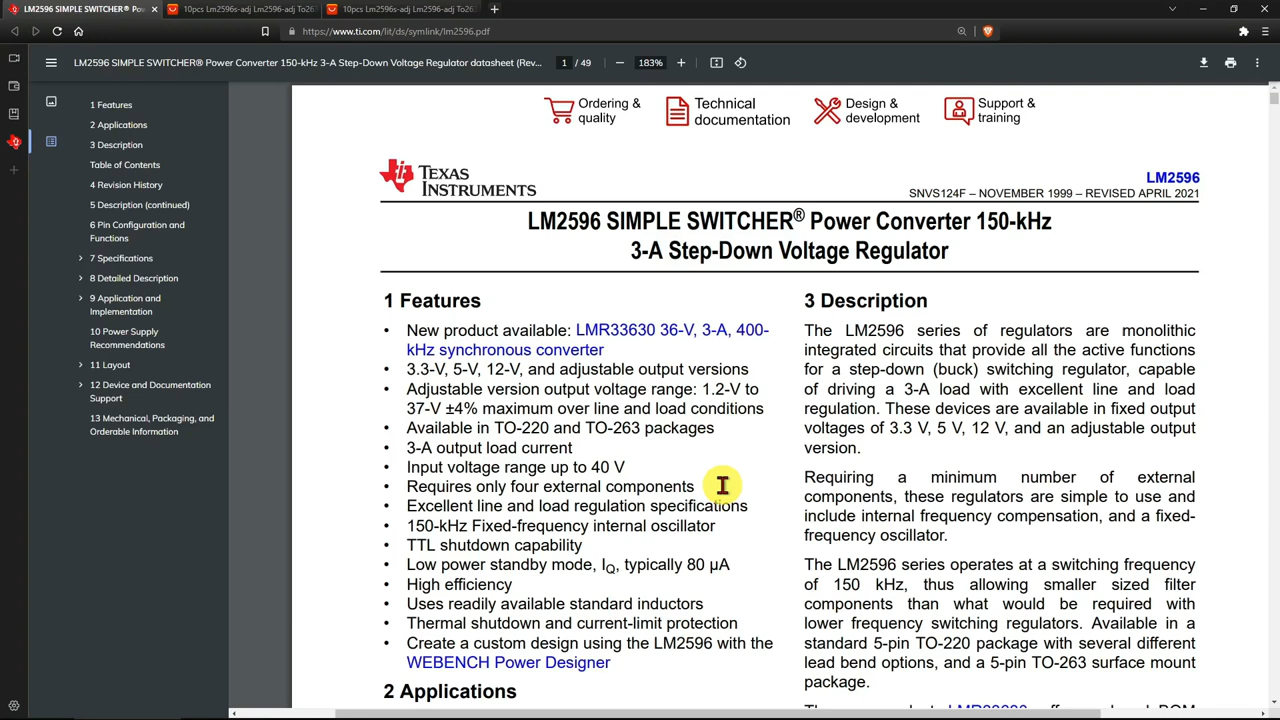 LM2596 SIMPLE SWITCHER® Pow
10pcs Lm2596s-adj Lm2596-adj To263
10pcs Lm2596s-adj Lm2596-adj To263
https://www.ti.com/lit/ds/symlink/lm2596.pdf
LM2596 SIMPLE SWITCHER® Power Converter 150-kHz 3-A Step-Down Voltage Regulator datasheet (Rev...
1 / 49
183%
1 Features
2 Applications
3 Description
Table of Contents
4 Revision History
5 Description (continued)
6 Pin Configuration and
Functions
7 Specifications
8 Detailed Description
9 Application and
Implementation
10 Power Supply
Recommendations
11 Layout
12 Device and Documentation
Support
13 Mechanical, Packaging, and
Orderable Information
Ordering &
quality
Technical
documentation
Design &
development
Support &
training
TEXAS
INSTRUMENTS
LM2596
SNVS124F – NOVEMBER 1999 – REVISED APRIL 2021
LM2596 SIMPLE SWITCHER® Power Converter 150-kHz
3-A Step-Down Voltage Regulator
1 Features
• New product available: LMR33630 36-V, 3-A, 400-
kHz synchronous converter
• 3.3-V, 5-V, 12-V, and adjustable output versions
• Adjustable version output voltage range: 1.2-V to
37-V ±4% maximum over line and load conditions
• Available in TO-220 and TO-263 packages
• 3-A output load current
• Input voltage range up to 40 V
• Requires only four external components
• Excellent line and load regulation specifications
• 150-kHz Fixed-frequency internal oscillator
• TTL shutdown capability
• Low power standby mode, IQ, typically 80 μA
• High efficiency
• Uses readily available standard inductors
• Thermal shutdown and current-limit protection
• Create a custom design using the LM2596 with the
WEBENCH Power Designer
2 Applications
3 Description
The LM2596 series of regulators are monolithic
integrated circuits that provide all the active functions
for a step-down (buck) switching regulator, capable
of driving a 3-A load with excellent line and load
regulation. These devices are available in fixed output
voltages of 3.3 V, 5 V, 12 V, and an adjustable output
version.
Requiring a minimum number of external
components, these regulators are simple to use and
include internal frequency compensation, and a fixed-
frequency oscillator.
The LM2596 series operates at a switching frequency
of 150 kHz, thus allowing smaller sized filter
components than what would be required with
lower frequency switching regulators. Available in a
standard 5-pin TO-220 package with several different
lead bend options, and a 5-pin TO-263 surface mount
package.